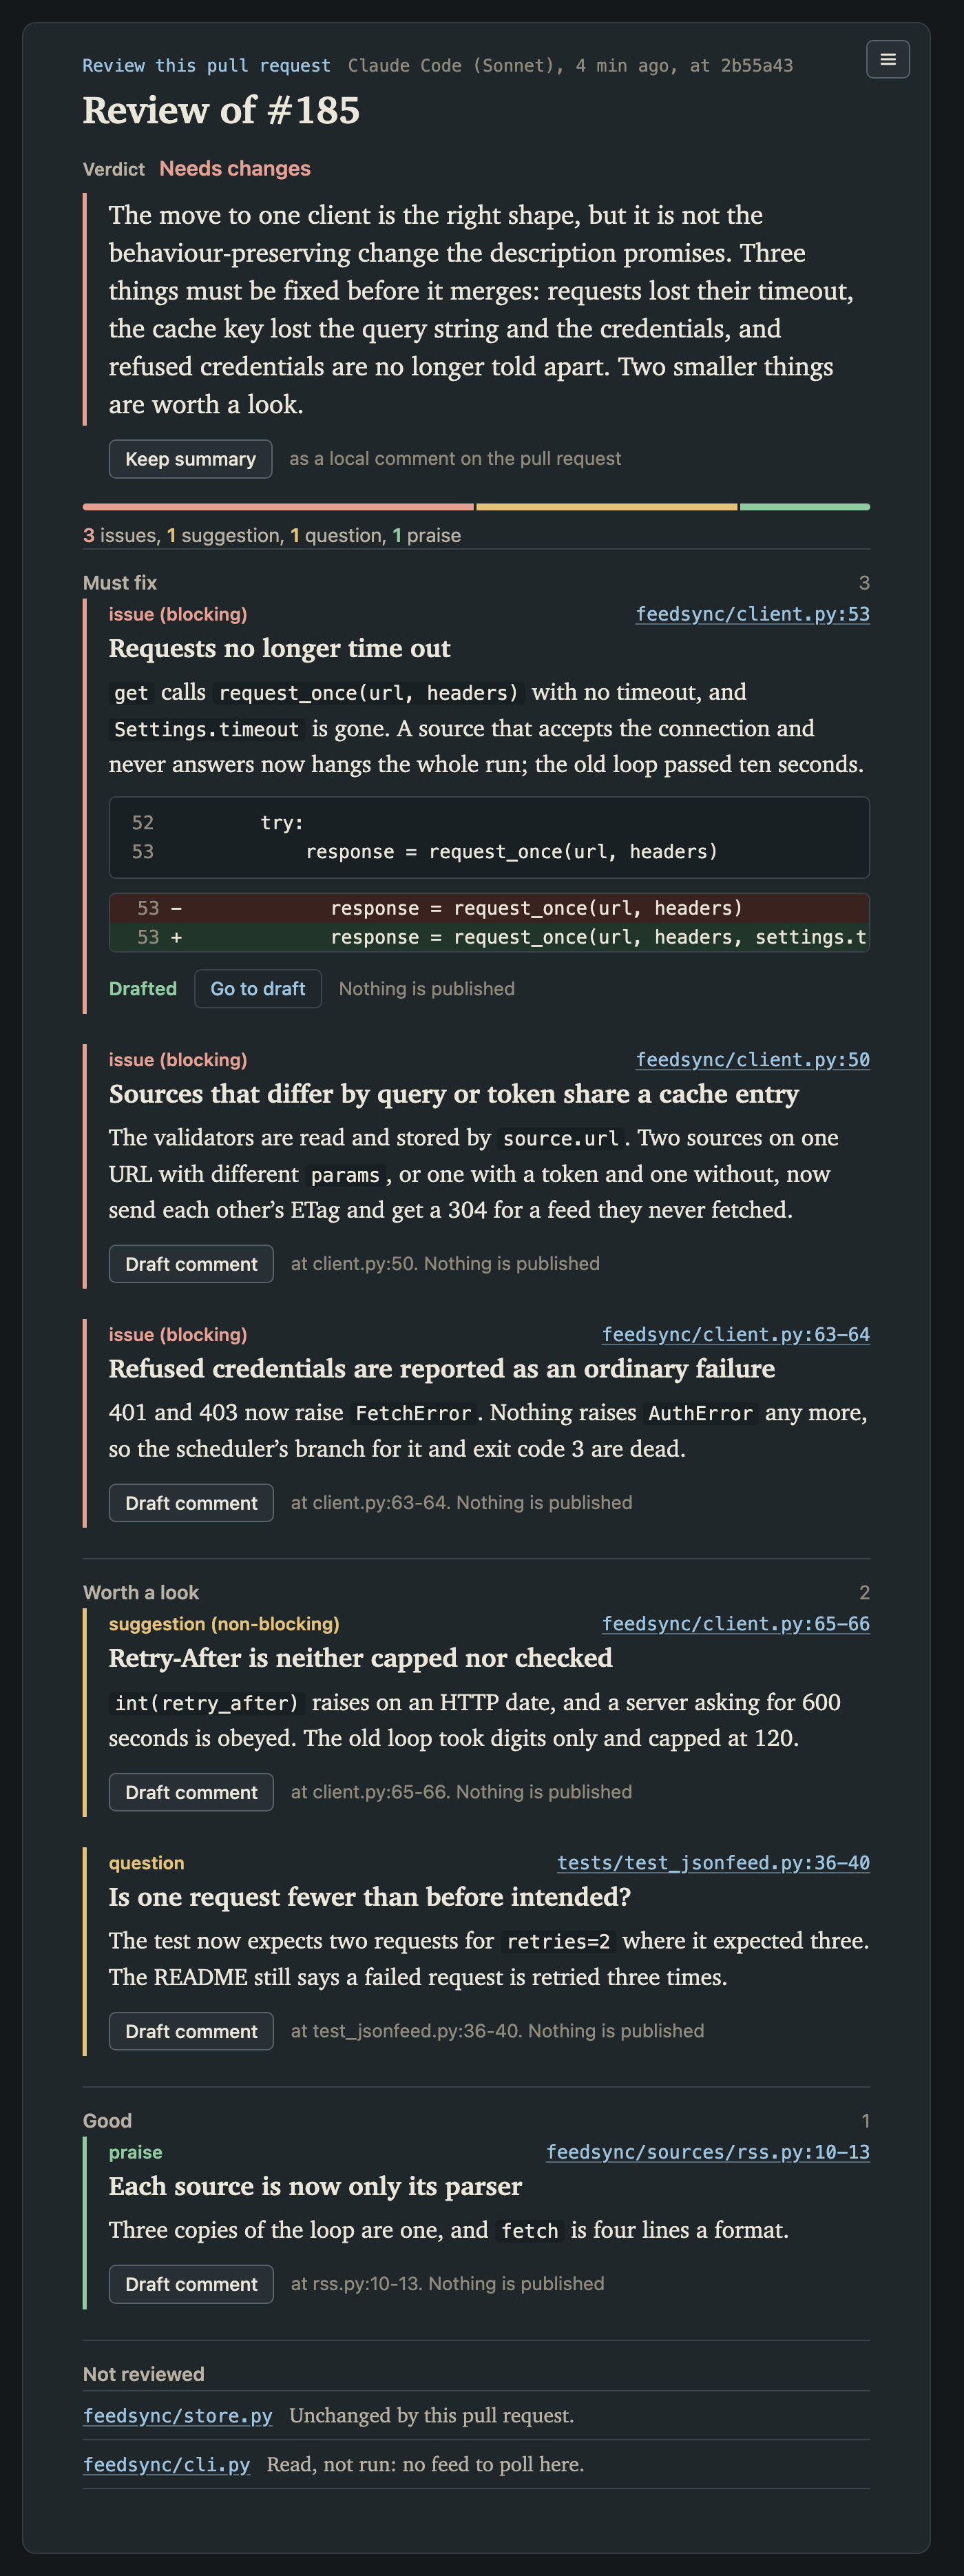 Review this pull request Claude Code (Sonnet), 4 min ago, at 2b55a43
Review of #185
Verdict Needs changes
The move to one client is the right shape, but it is not the
behaviour-preserving change the description promises. Three
things must be fixed before it merges: requests lost their timeout,
the cache key lost the query string and the credentials, and
refused credentials are no longer told apart. Two smaller things
are worth a look.
Keep summary as a local comment on the pull request
3 issues, 1 suggestion, 1 question, 1 praise
Must fix 3
issue (blocking) feedsync/client.py:53
Requests no longer time out
get calls request_once(url, headers) with no timeout, and
Settings.timeout is gone. A source that accepts the connection and
never answers now hangs the whole run; the old loop passed ten seconds.
52 try:
53 response = request_once(url, headers)
53 − response = request_once(url, headers)
53 + response = request_once(url, headers, settings.t
Drafted Go to draft Nothing is published
issue (blocking) feedsync/client.py:50
Sources that differ by query or token share a cache entry
The validators are read and stored by source.url. Two sources on one
URL with different params, or one with a token and one without, now
send each other’s ETag and get a 304 for a feed they never fetched.
Draft comment at client.py:50. Nothing is published
issue (blocking) feedsync/client.py:63–64
Refused credentials are reported as an ordinary failure
401 and 403 now raise FetchError. Nothing raises AuthError any more,
so the scheduler’s branch for it and exit code 3 are dead.
Draft comment at client.py:63-64. Nothing is published
Worth a look 2
suggestion (non-blocking) feedsync/client.py:65–66
Retry-After is neither capped nor checked
int(retry_after) raises on an HTTP date, and a server asking for 600
seconds is obeyed. The old loop took digits only and capped at 120.
Draft comment at client.py:65-66. Nothing is published
question tests/test_jsonfeed.py:36–40
Is one request fewer than before intended?
The test now expects two requests for retries=2 where it expected three.
The README still says a failed request is retried three times.
Draft comment at test_jsonfeed.py:36-40. Nothing is published
Good 1
praise feedsync/sources/rss.py:10–13
Each source is now only its parser
Three copies of the loop are one, and fetch is four lines a format.
Draft comment at rss.py:10-13. Nothing is published
Not reviewed
feedsync/store.py Unchanged by this pull request.
feedsync/cli.py Read, not run: no feed to poll here.